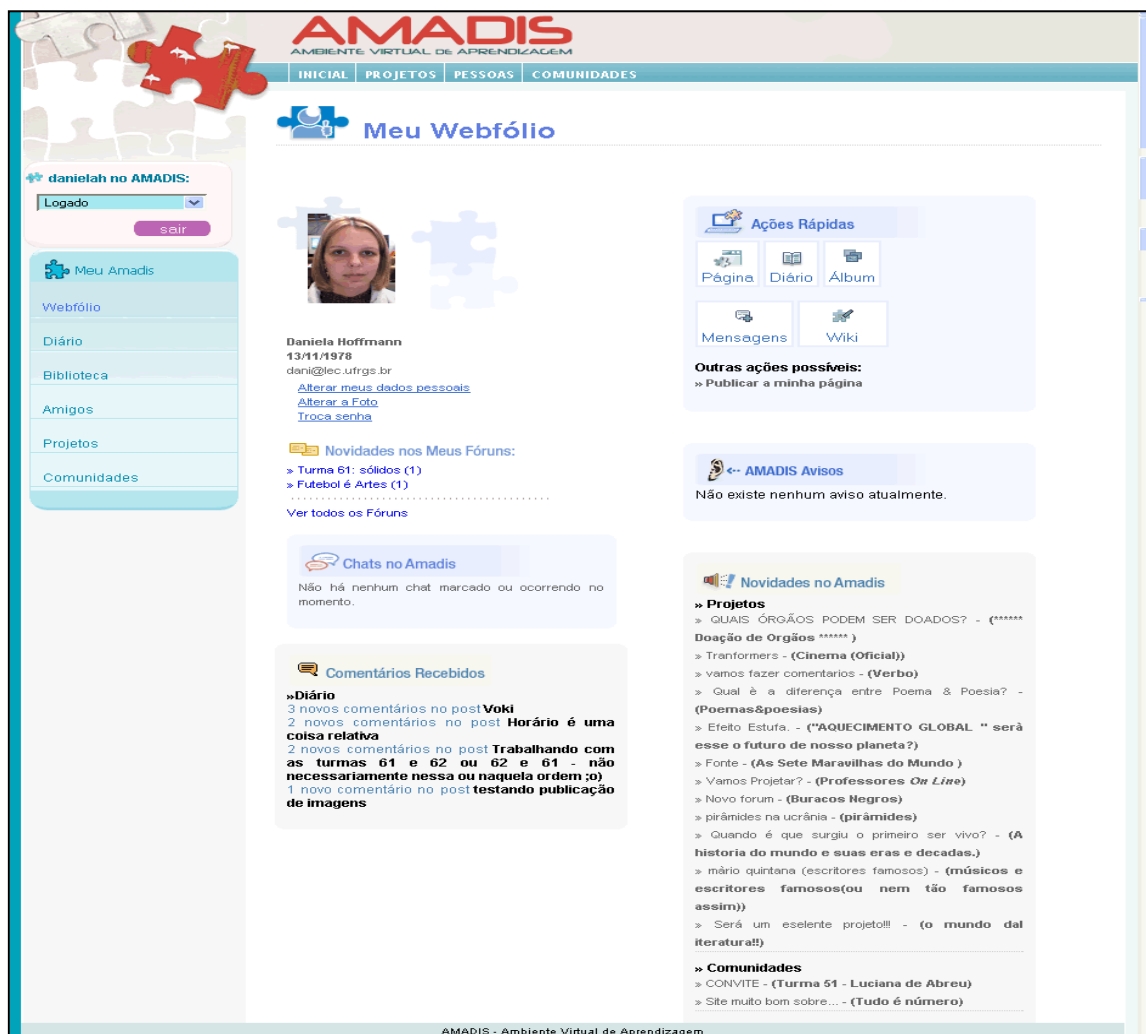 AMADIS
AMBIENTE VIRTUAL DE APRENDIZAGEM
INICIAL PROJETOS PESSOAS COMUNIDADES
Meu Webfólio
danielah no AMADIS:
Logado
sair
Meu Amadis
Webfólio
Diário
Biblioteca
Amigos
Projetos
Comunidades
Daniela Hoffmann
13/11/1978
dani@lec.ufrgs.br
Alterar meus dados pessoais
Alterar a Foto
Troca senha
Novidades nos Meus Fóruns:
» Turma 61: sólidos (1)
» Futebol é Artes (1)
Ver todos os Fóruns
Chats no Amadis
Não há nenhum chat marcado ou ocorrendo no
momento.
Comentários Recebidos
»Diário
3 novos comentários no post Voki
2 novos comentários no post Horário é uma
coisa relativa
2 novos comentários no post Trabalhando com
as turmas 61 e 62 ou 62 e 61 - não
necessariamente nessa ou naquela ordem ;o)
1 novo comentário no post testando publicação
de imagens
Ações Rápidas
Página Diário Álbum
Mensagens Wiki
Outras ações possíveis:
» Publicar a minha página
<-- AMADIS Avisos
Não existe nenhum aviso atualmente.
Novidades no Amadis
» Projetos
» QUAIS ÓRGÃOS PODEM SER DOADOS? - (******
Doação de Orgãos ****** )
» Tranformers - (Cinema (Oficial))
» vamos fazer comentarios - (Verbo)
» Qual è a diferença entre Poema & Poesia? -
(Poemas&poesias)
» Efeito Estufa. - ("AQUECIMENTO GLOBAL " serà
esse o futuro de nosso planeta?)
» Fonte - (As Sete Maravilhas do Mundo )
» Vamos Projetar? - (Professores On Line)
» Novo forum - (Buracos Negros)
» pirâmides na ucrânia - (pirâmides)
» Quando é que surgiu o primeiro ser vivo? - (A
historia do mundo e suas eras e decadas.)
» màrio quintana (escritores famosos) - (músicos e
escritores famosos(ou nem tão famosos
assim))
» Será um eselente projeto!!! - (o mundo dal
iteratura!!)
» Comunidades
» CONVITE - (Turma 51 - Luciana de Abreu)
» Site muito bom sobre... - (Tudo é número)
AMADIS - Ambiente Virtual de Aprendizagem